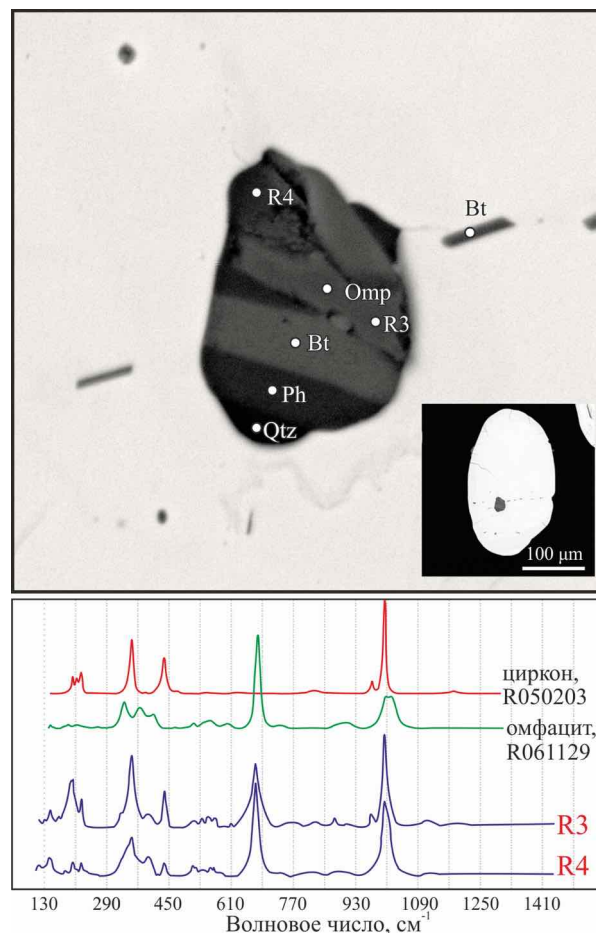 R4
Bt
Omp
R3
Bt
Ph
Qtz
100 µm
циркон,
R050203
омфацит,
R061129
R3
R4
130 290 450 610 770 930 1090 1250 1410
Волновое число, см⁻¹